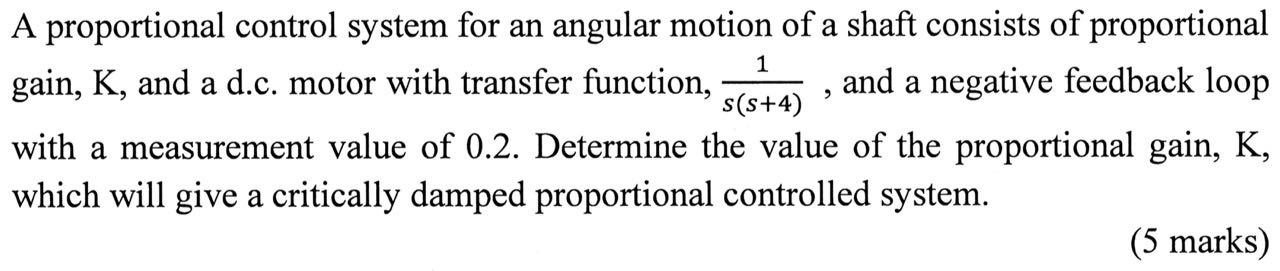 A proportional control system for an angular motion of a shaft consists of proportional
gain, K, and a d.c. motor with transfer function, 1/s(s+4) , and a negative feedback loop
with a measurement value of 0.2. Determine the value of the proportional gain, K,
which will give a critically damped proportional controlled system.
(5 marks)